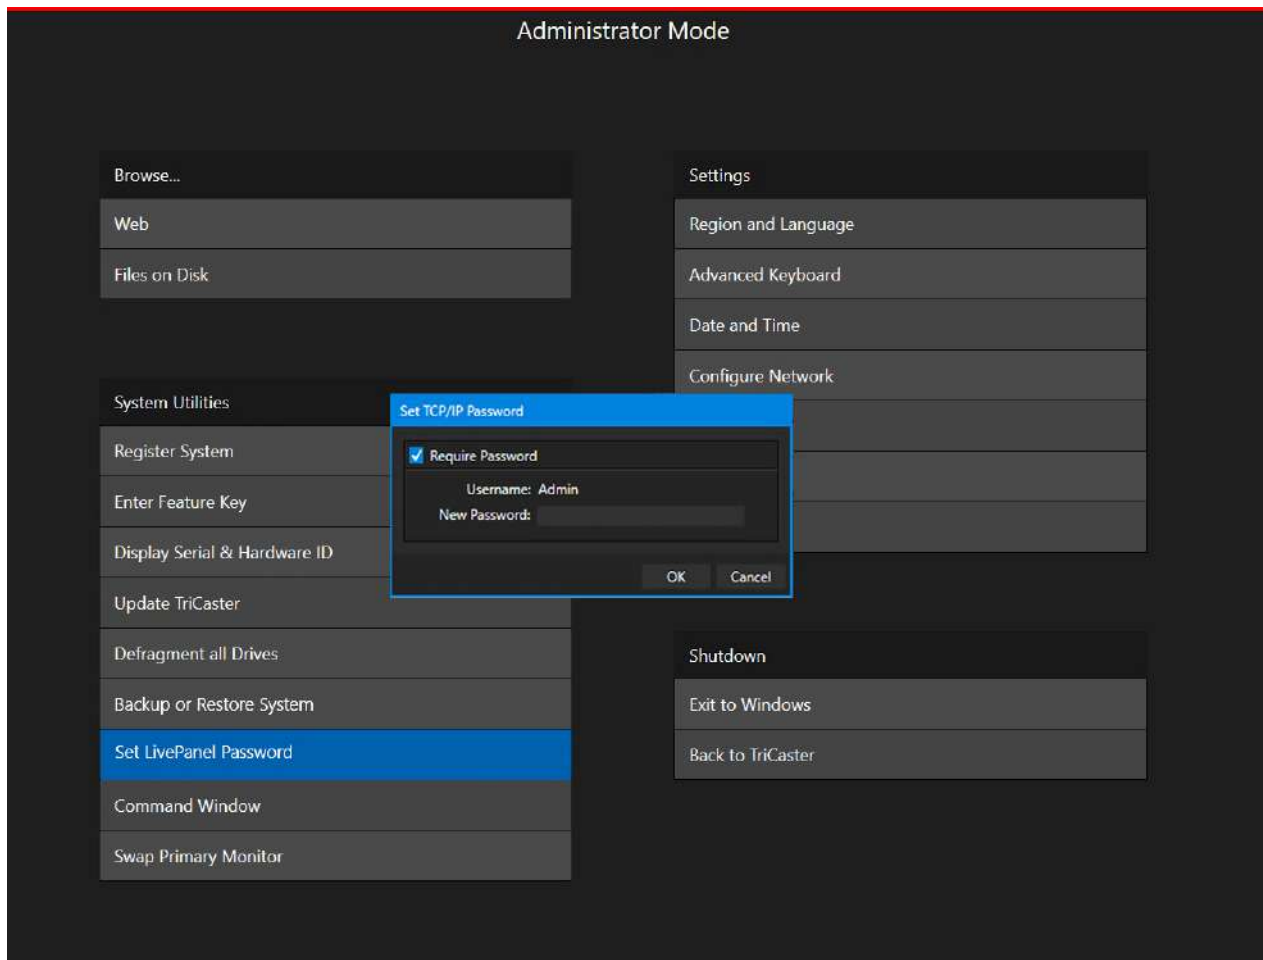 Administrator Mode
Browse...
Web
Files on Disk
System Utilities
Register System
Enter Feature Key
Display Serial & Hardware ID
Update TriCaster
Defragment all Drives
Backup or Restore System
Set LivePanel Password
Command Window
Swap Primary Monitor
Settings
Region and Language
Advanced Keyboard
Date and Time
Configure Network
Set TCP/IP Password
Require Password
Username: Admin
New Password:
OK Cancel
Shutdown
Exit to Windows
Back to TriCaster